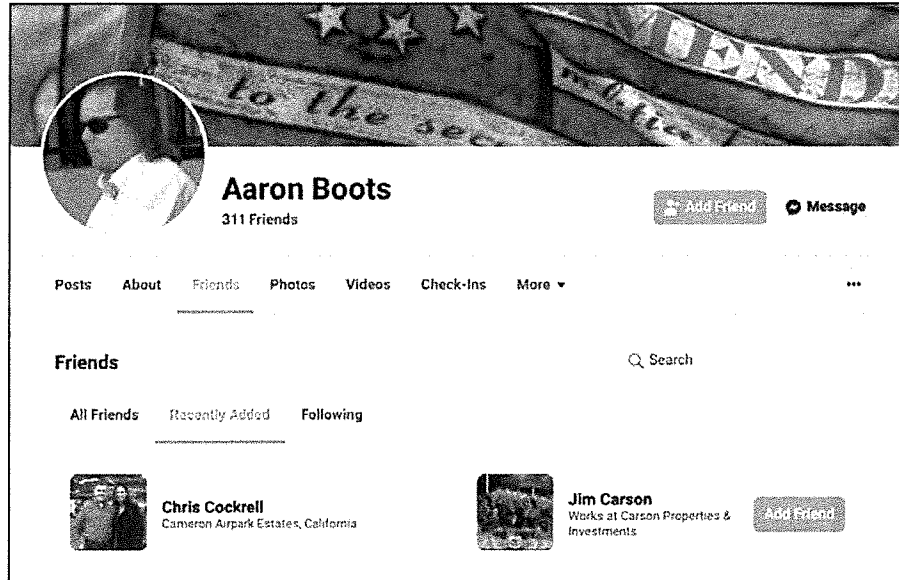 to the sec
MEND
Aaron Boots
311 Friends
Add Friend
Message
Posts About Friends Photos Videos Check-Ins More
Friends
Search
All Friends Recently Added Following
Chris Cockrell
Cameron Airpark Estates, California
Jim Carson
Works at Carson Properties &
Investments
Add Friend